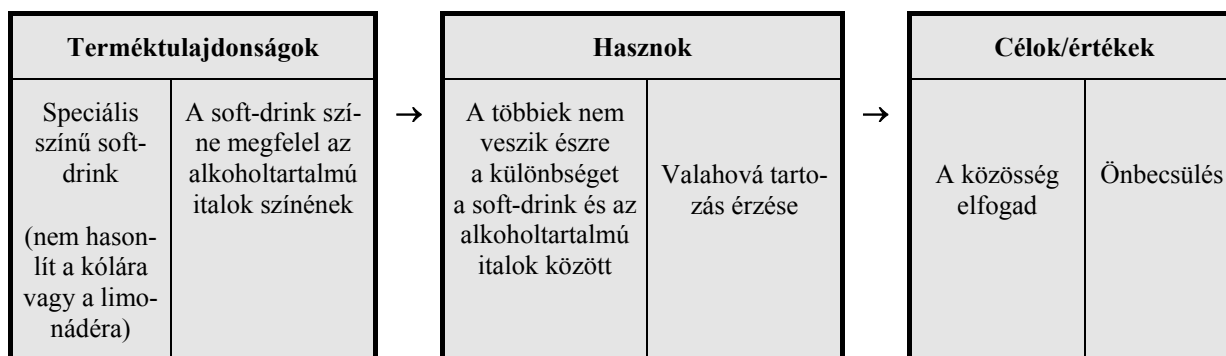 Terméktulajdonságok
Speciális
színű soft-
drink
(nem hason-
lít a kólára
vagy a limo-
nádéra)
A soft-drink szí-
ne megfelel az
alkoholtartalmú
italok színének
→
Hasznok
A többiek nem
veszik észre
a különbséget
a soft-drink és az
alkoholtartalmú
italok között
Valahová tarto-
zás érzése
→
Célok/értékek
A közösség
elfogad
Önbecsülés